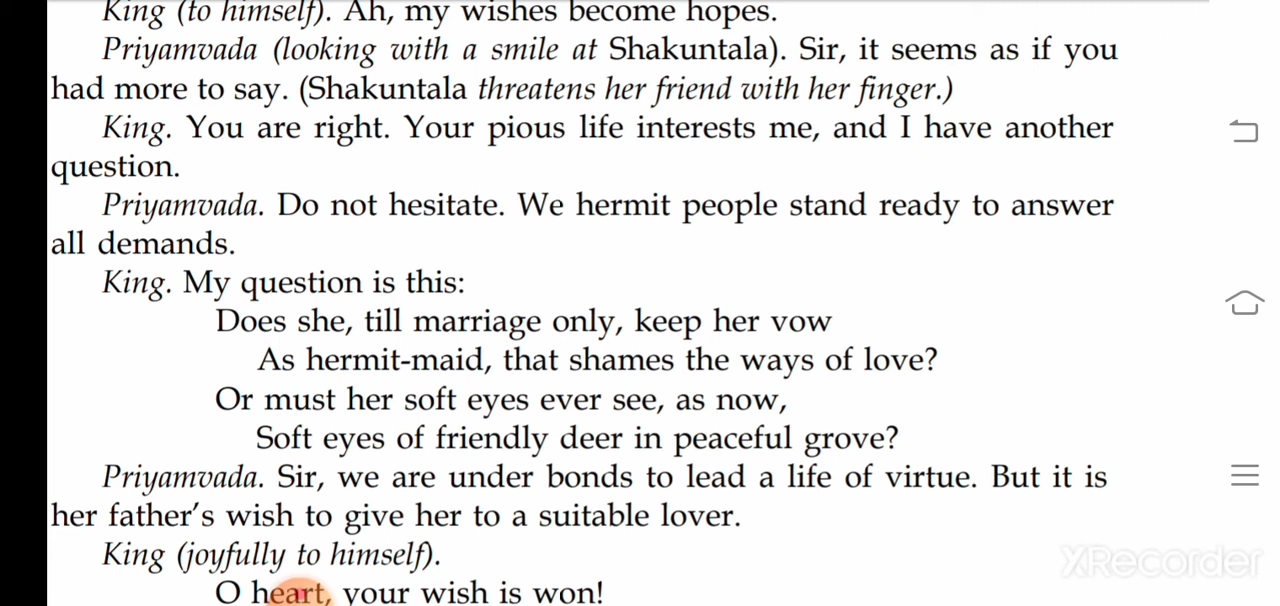 King (to himself). Ah, my wishes become hopes.
Priyamvada (looking with a smile at Shakuntala). Sir, it seems as if you
had more to say. (Shakuntala threatens her friend with her finger.)
King. You are right. Your pious life interests me, and I have another
question.
Priyamvada. Do not hesitate. We hermit people stand ready to answer
all demands.
King. My question is this:
Does she, till marriage only, keep her vow
As hermit-maid, that shames the ways of love?
Or must her soft eyes ever see, as now,
Soft eyes of friendly deer in peaceful grove?
Priyamvada. Sir, we are under bonds to lead a life of virtue. But it is
her father’s wish to give her to a suitable lover.
King (joyfully to himself).
O heart, your wish is won!
XRecorder